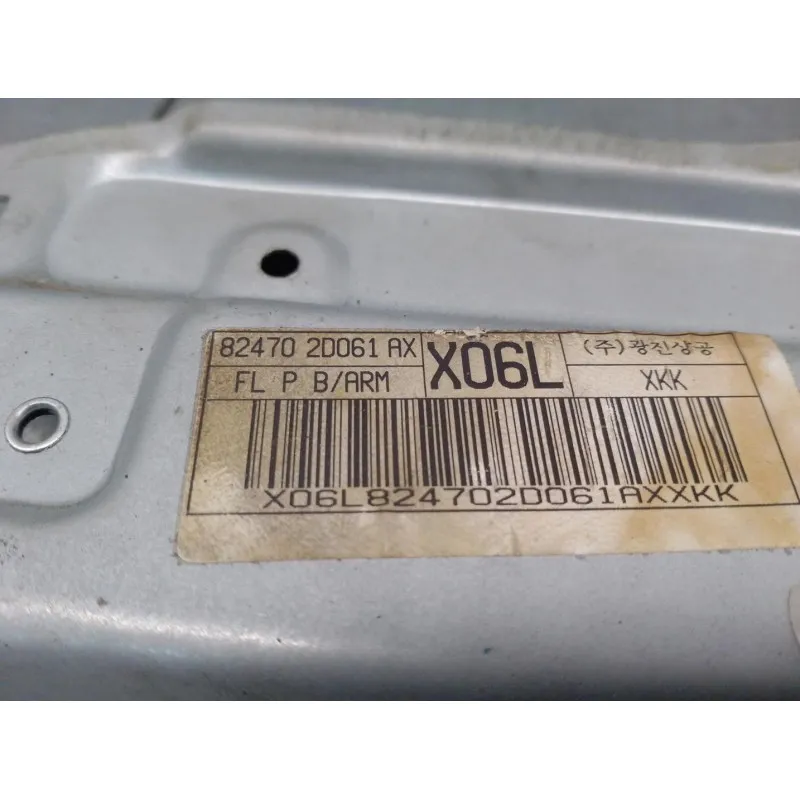 82470 2D061 AX X06L (주)광진상공
FL P B/ARM XKK
X06L824702D061AXXKK